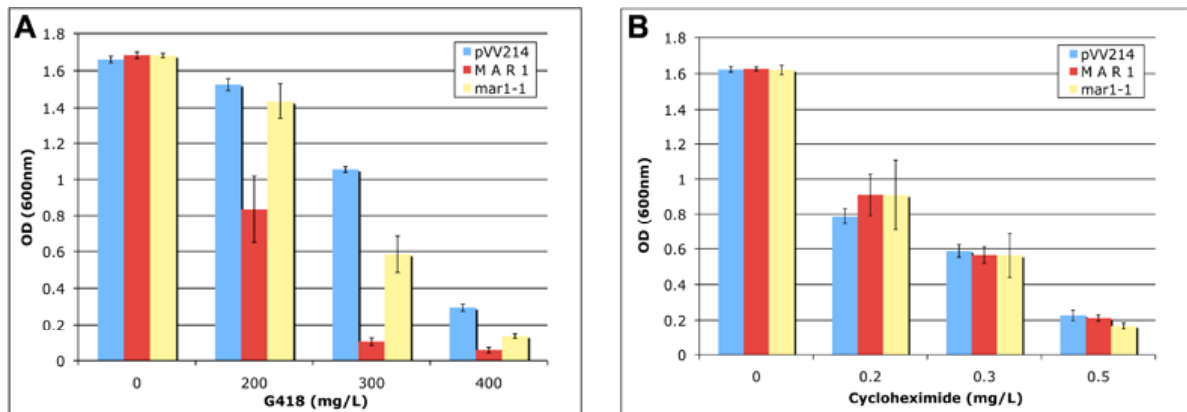 A
1.8
1.6
1.4
1.2
1
0.8
0.6
0.4
0.2
0
OD (600nm)
pVV214
M A R 1
mar1-1
0 200 300 400
G418 (mg/L)
B
1.8
1.6
1.4
1.2
1
0.8
0.6
0.4
0.2
0
OD (600nm)
pVV214
M A R 1
mar1-1
0 0.2 0.3 0.5
Cycloheximide (mg/L)